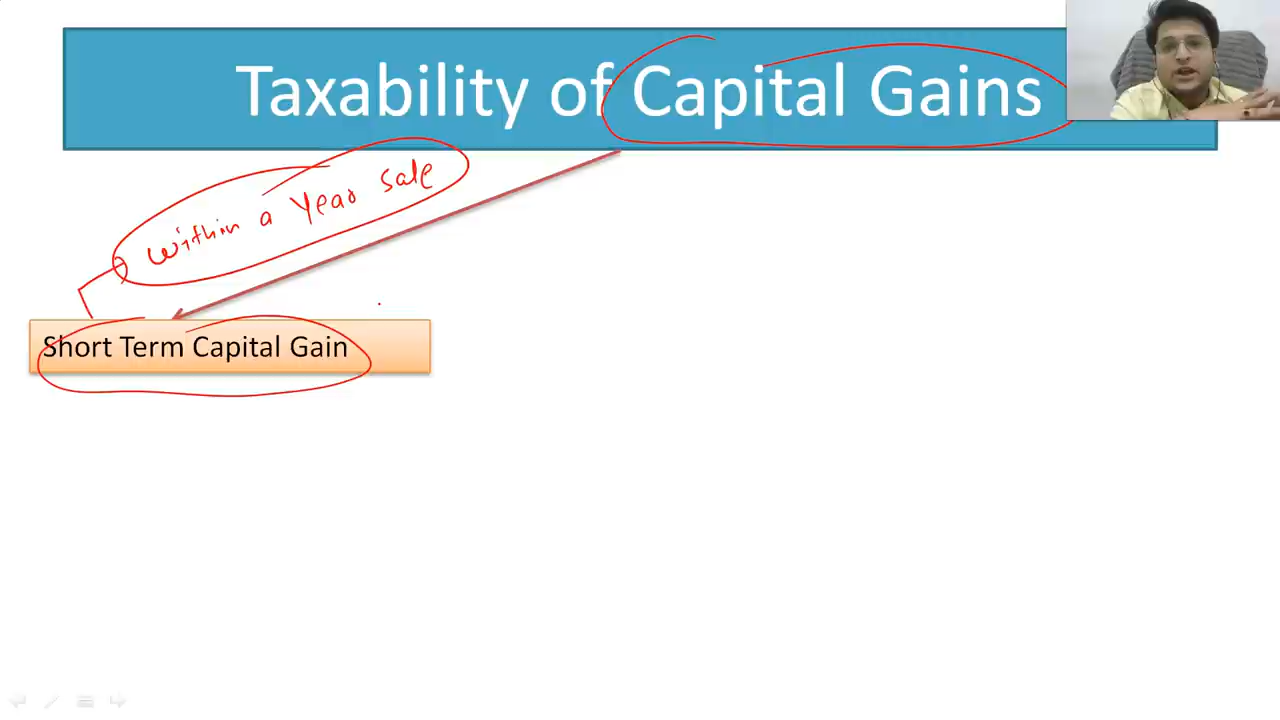 Taxability of Capital Gains
within a Year sale
Short Term Capital Gain